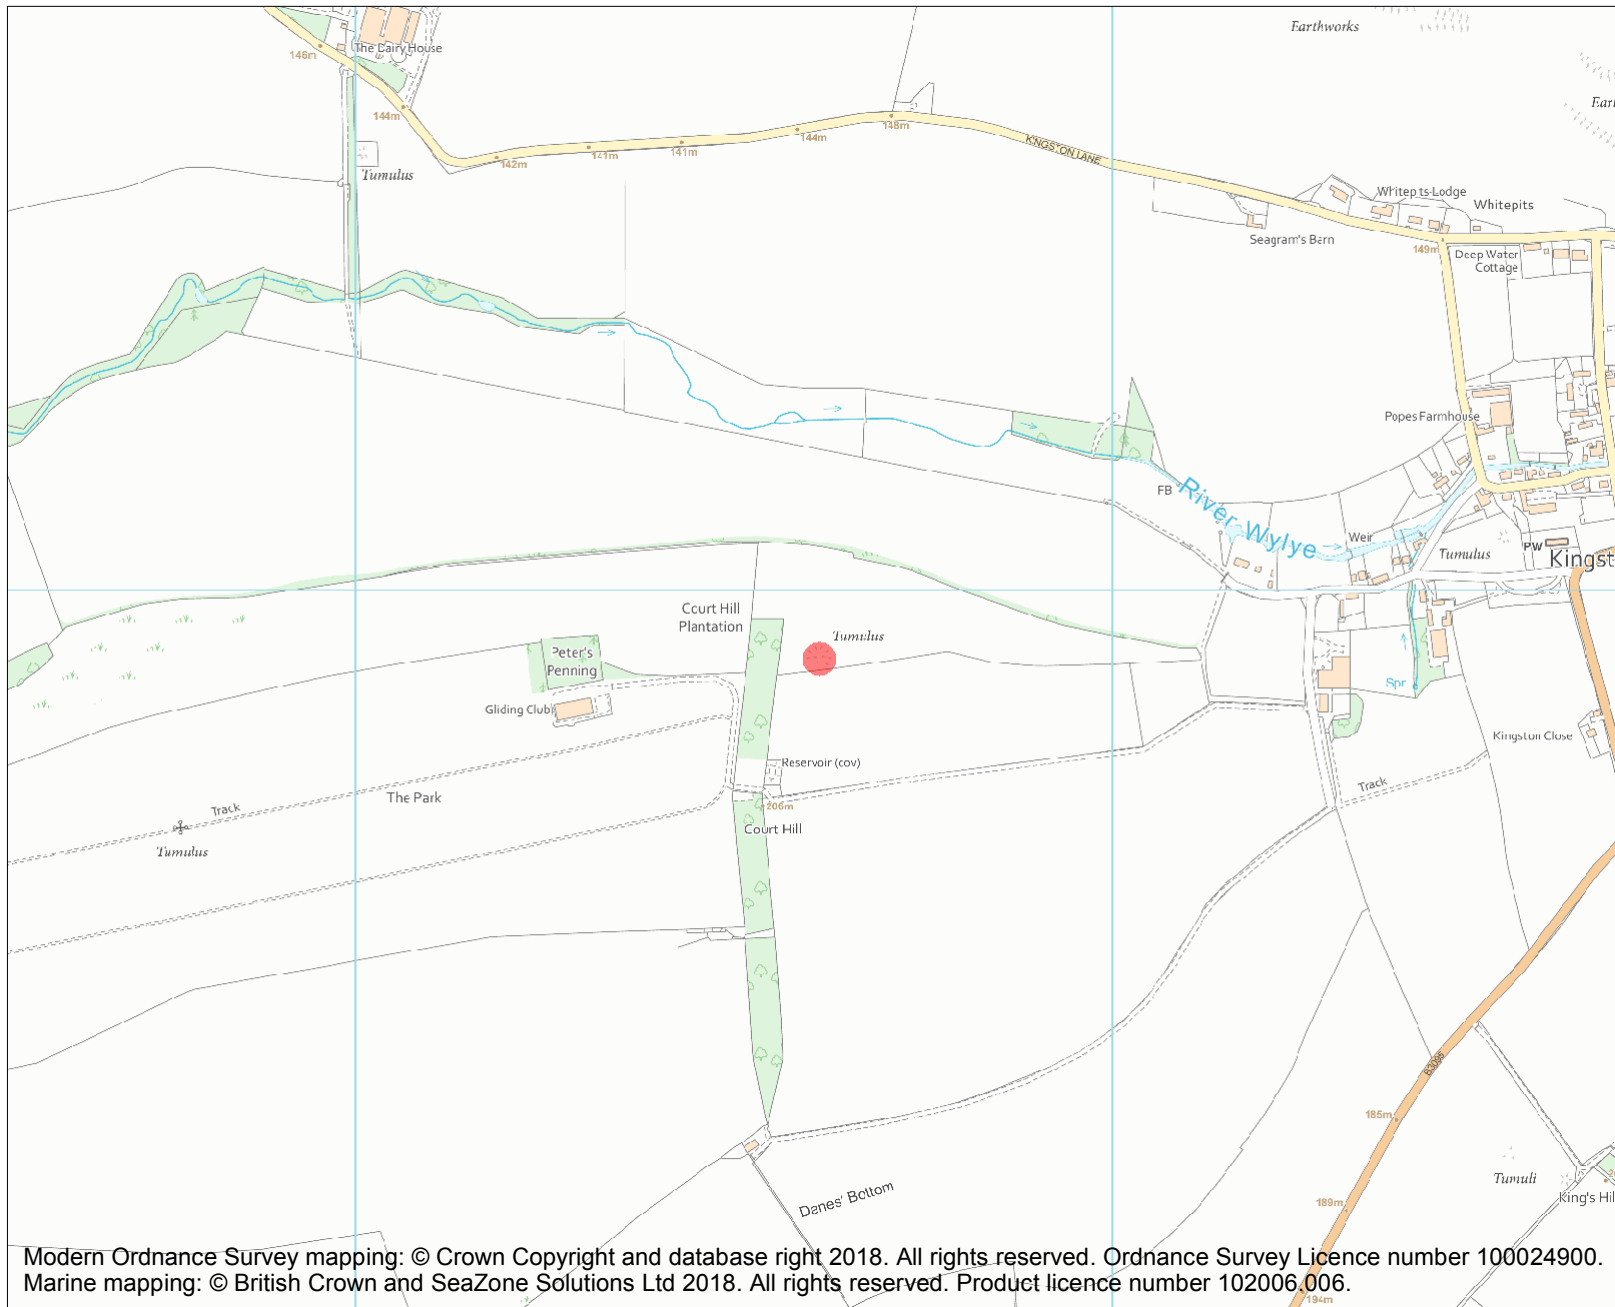 Earthworks
The Dairy House
146m
Eart
144m
144m
148m
142m
141m
141m
KINGSTON LANE
Tumulus
Whitepits Lodge
Whitepits
Seagram's Barn
149m
Deep Water
Cottage
Popes Farmhouse
FB
River Wylye
Weir
Tumulus
PW
Kingst
Court Hill
Plantation
Tumulus
Peter's
Penning
Spr
Gliding Club
Kingston Close
Reservoir (cov)
Track
The Park
206m
Track
Court Hill
Tumulus
B3095
185m
Tumuli
189m
King's Hil
Danes' Bottom
Modern Ordnance Survey mapping: © Crown Copyright and database right 2018. All rights reserved. Ordnance Survey Licence number 100024900.
Marine mapping: © British Crown and SeaZone Solutions Ltd 2018. All rights reserved. Product licence number 102006.006.
194m